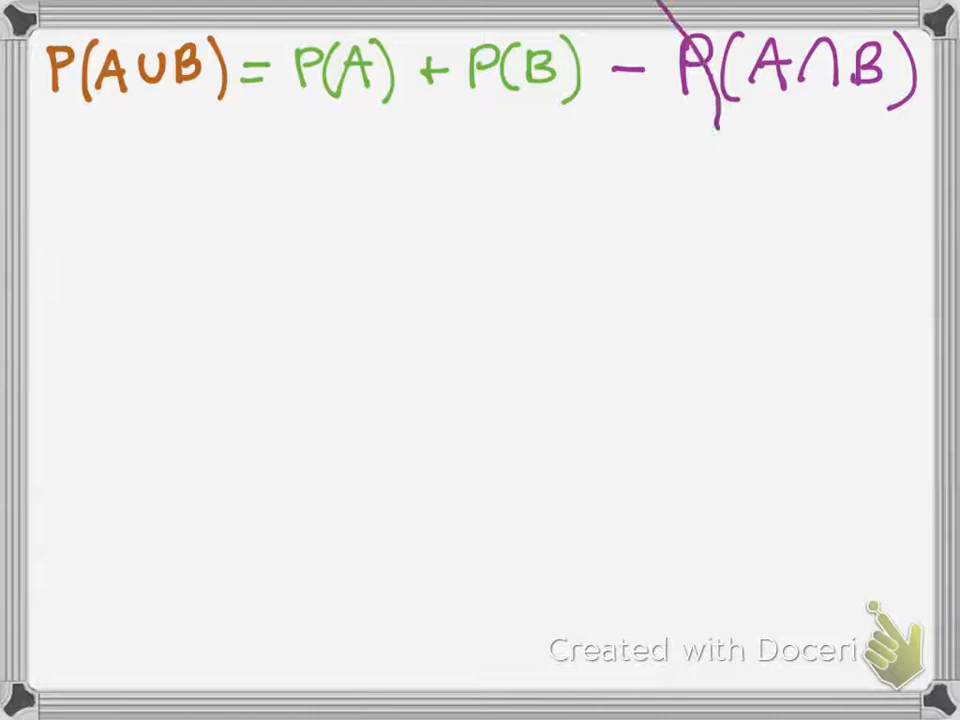 P(A∪B) = P(A) + P(B) − P(A∩B)
Created with Doceri